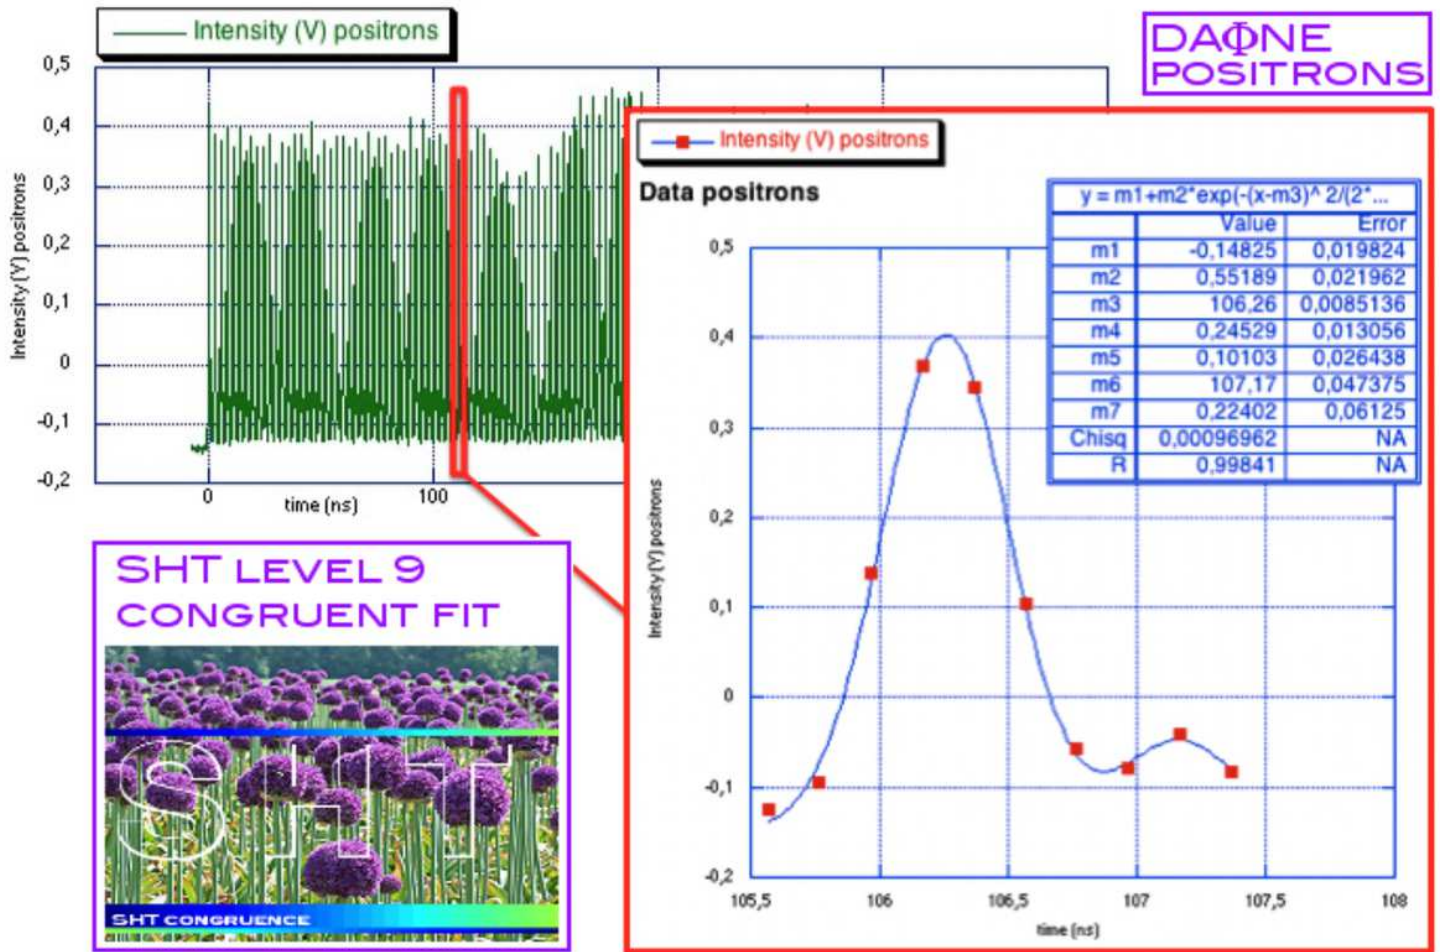 Intensity (V) positrons
0,5
0,4
0,3
0,2
0,1
0
-0,1
-0,2
Intensity (V) positrons
0
100
time (ns)
DAΦNE
POSITRONS
Intensity (V) positrons
Data positrons
y = m1+m2*exp(-(x-m3)^ 2/(2*...
Value Error
m1 -0,14825 0,019824
m2 0,55189 0,021962
m3 106,26 0,0085136
m4 0,24529 0,013056
m5 0,10103 0,026438
m6 107,17 0,047375
m7 0,22402 0,06125
Chisq 0,00096962 NA
R 0,99841 NA
0,5
0,4
0,3
0,2
0,1
0
-0,1
-0,2
Intensity (V) positrons
105,5
106
106,5
107
107,5
108
time (ns)
SHT LEVEL 9
CONGRUENT FIT
SHT
SHT CONGRUENCE